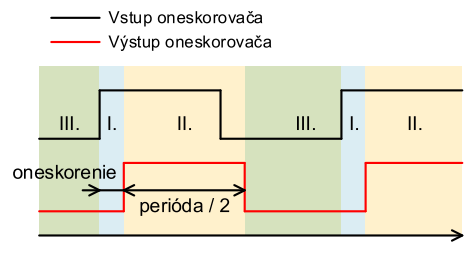 Vstup oneskorovača
Výstup oneskorovača
III. I. II. III. I. II.
oneskorenie
perióda / 2